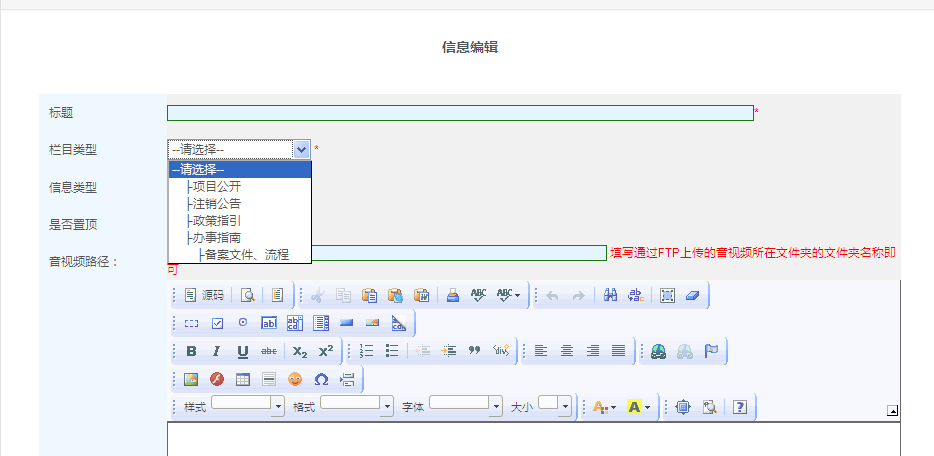 信息编辑
标题
*
栏目类型
--请选择--
*
--请选择--
├项目公开
信息类型
├注销公告
├政策指引
是否置顶
├办事指南
├备案文件、流程
音视频路径：
填写通过FTP上传的音视频所在文件夹的文件夹名称即
可
源码
B I U abc X₂ X²
样式 格式 字体 大小